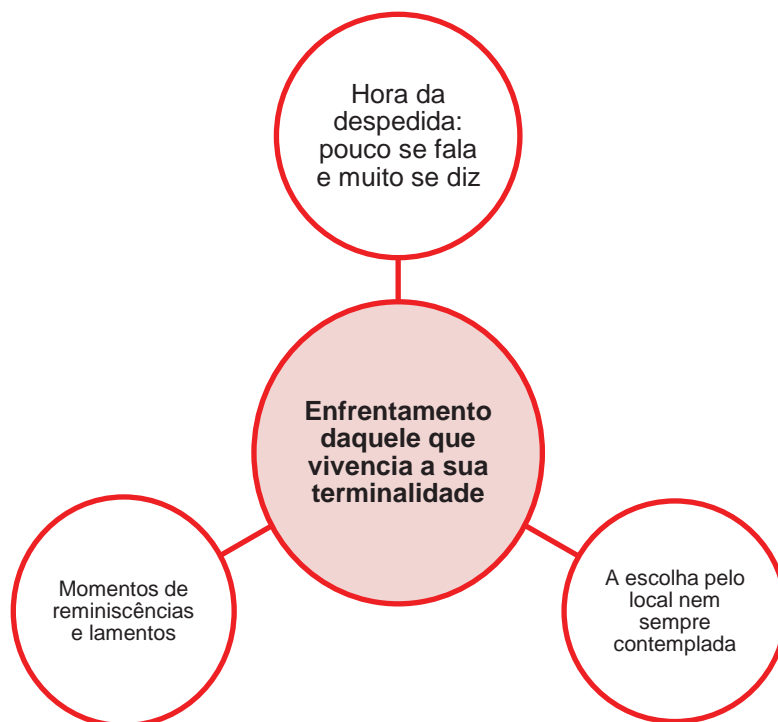 Hora da
despedida:
pouco se fala
e muito se diz
Enfrentamento
daquele que
vivencia a sua
terminalidade
Momentos de
reminiscências
e lamentos
A escolha pelo
local nem
sempre
contemplada